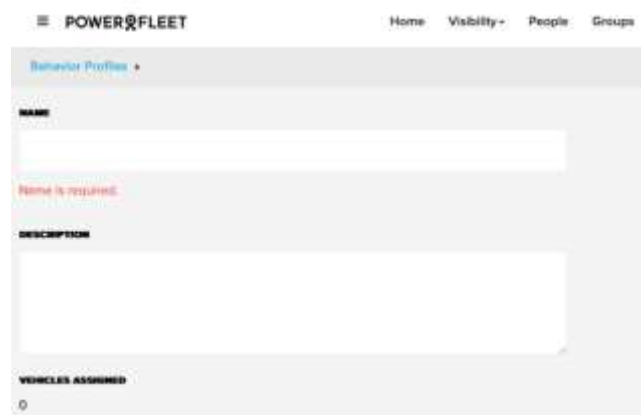 ≡ POWERFLEET Home Visibility People Groups
Behavior Profiles
NAME
Name is required.
DESCRIPTION
VEHICLES ASSIGNED
0